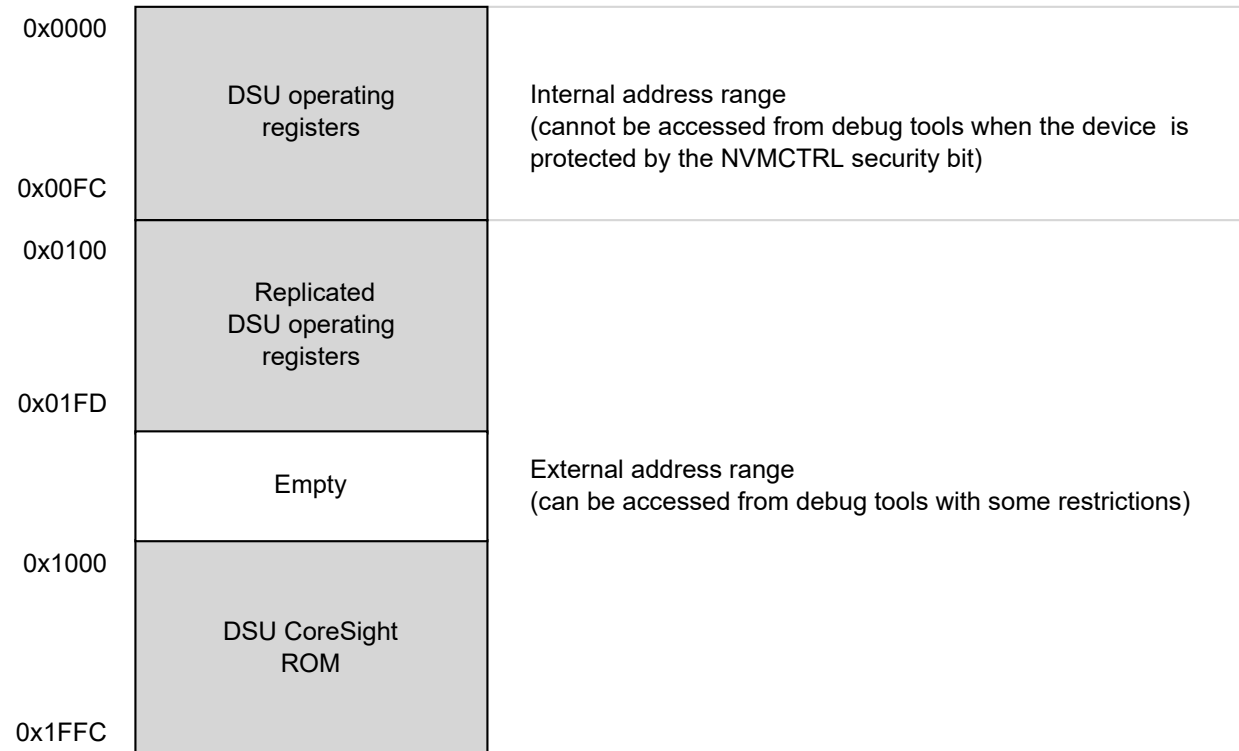 0x0000
DSU operating
registers
Internal address range
(cannot be accessed from debug tools when the device is
protected by the NVMCTRL security bit)
0x00FC
0x0100
Replicated
DSU operating
registers
0x01FD
Empty
External address range
(can be accessed from debug tools with some restrictions)
0x1000
DSU CoreSight
ROM
0x1FFC